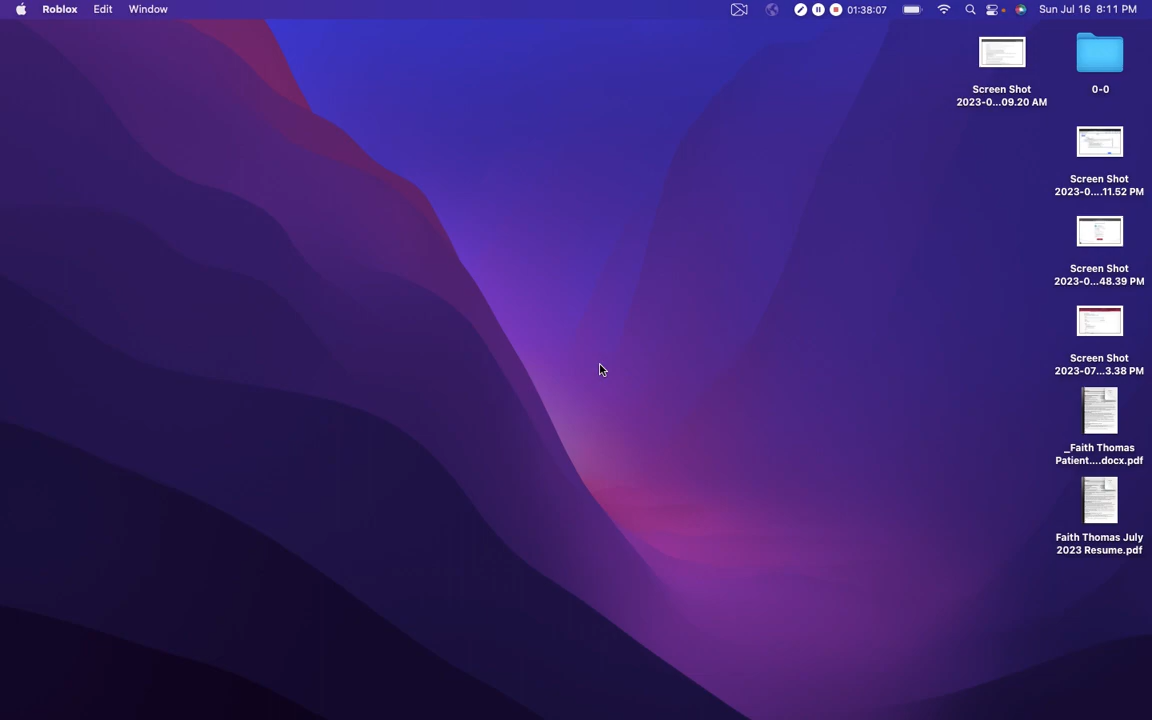 Roblox Edit Window 01:38:07 Sun Jul 16 8:11 PM
Screen Shot
2023-0...09.20 AM
0-0
Screen Shot
2023-0....11.52 PM
Screen Shot
2023-0...48.39 PM
Screen Shot
2023-07...3.38 PM
_Faith Thomas
Patient....docx.pdf
Faith Thomas July
2023 Resume.pdf